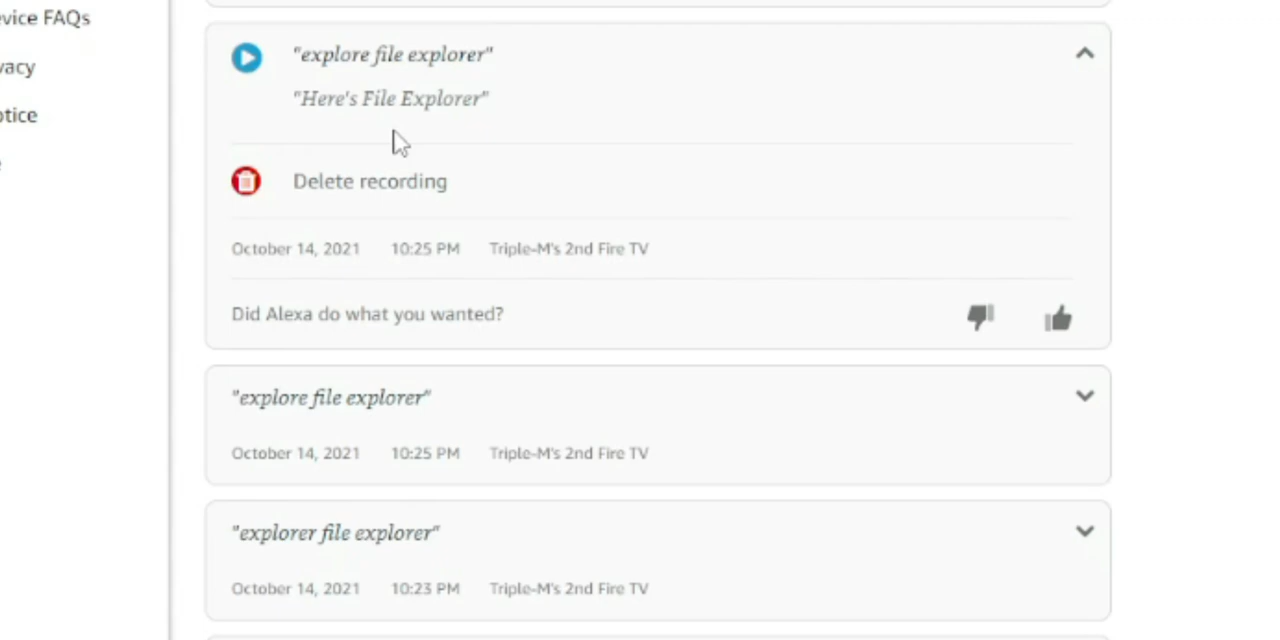 evice FAQs
vacy
otice
"explore file explorer"
"Here's File Explorer"
Delete recording
October 14, 2021 10:25 PM Triple-M's 2nd Fire TV
Did Alexa do what you wanted?
"explore file explorer"
October 14, 2021 10:25 PM Triple-M's 2nd Fire TV
"explorer file explorer"
October 14, 2021 10:23 PM Triple-M's 2nd Fire TV